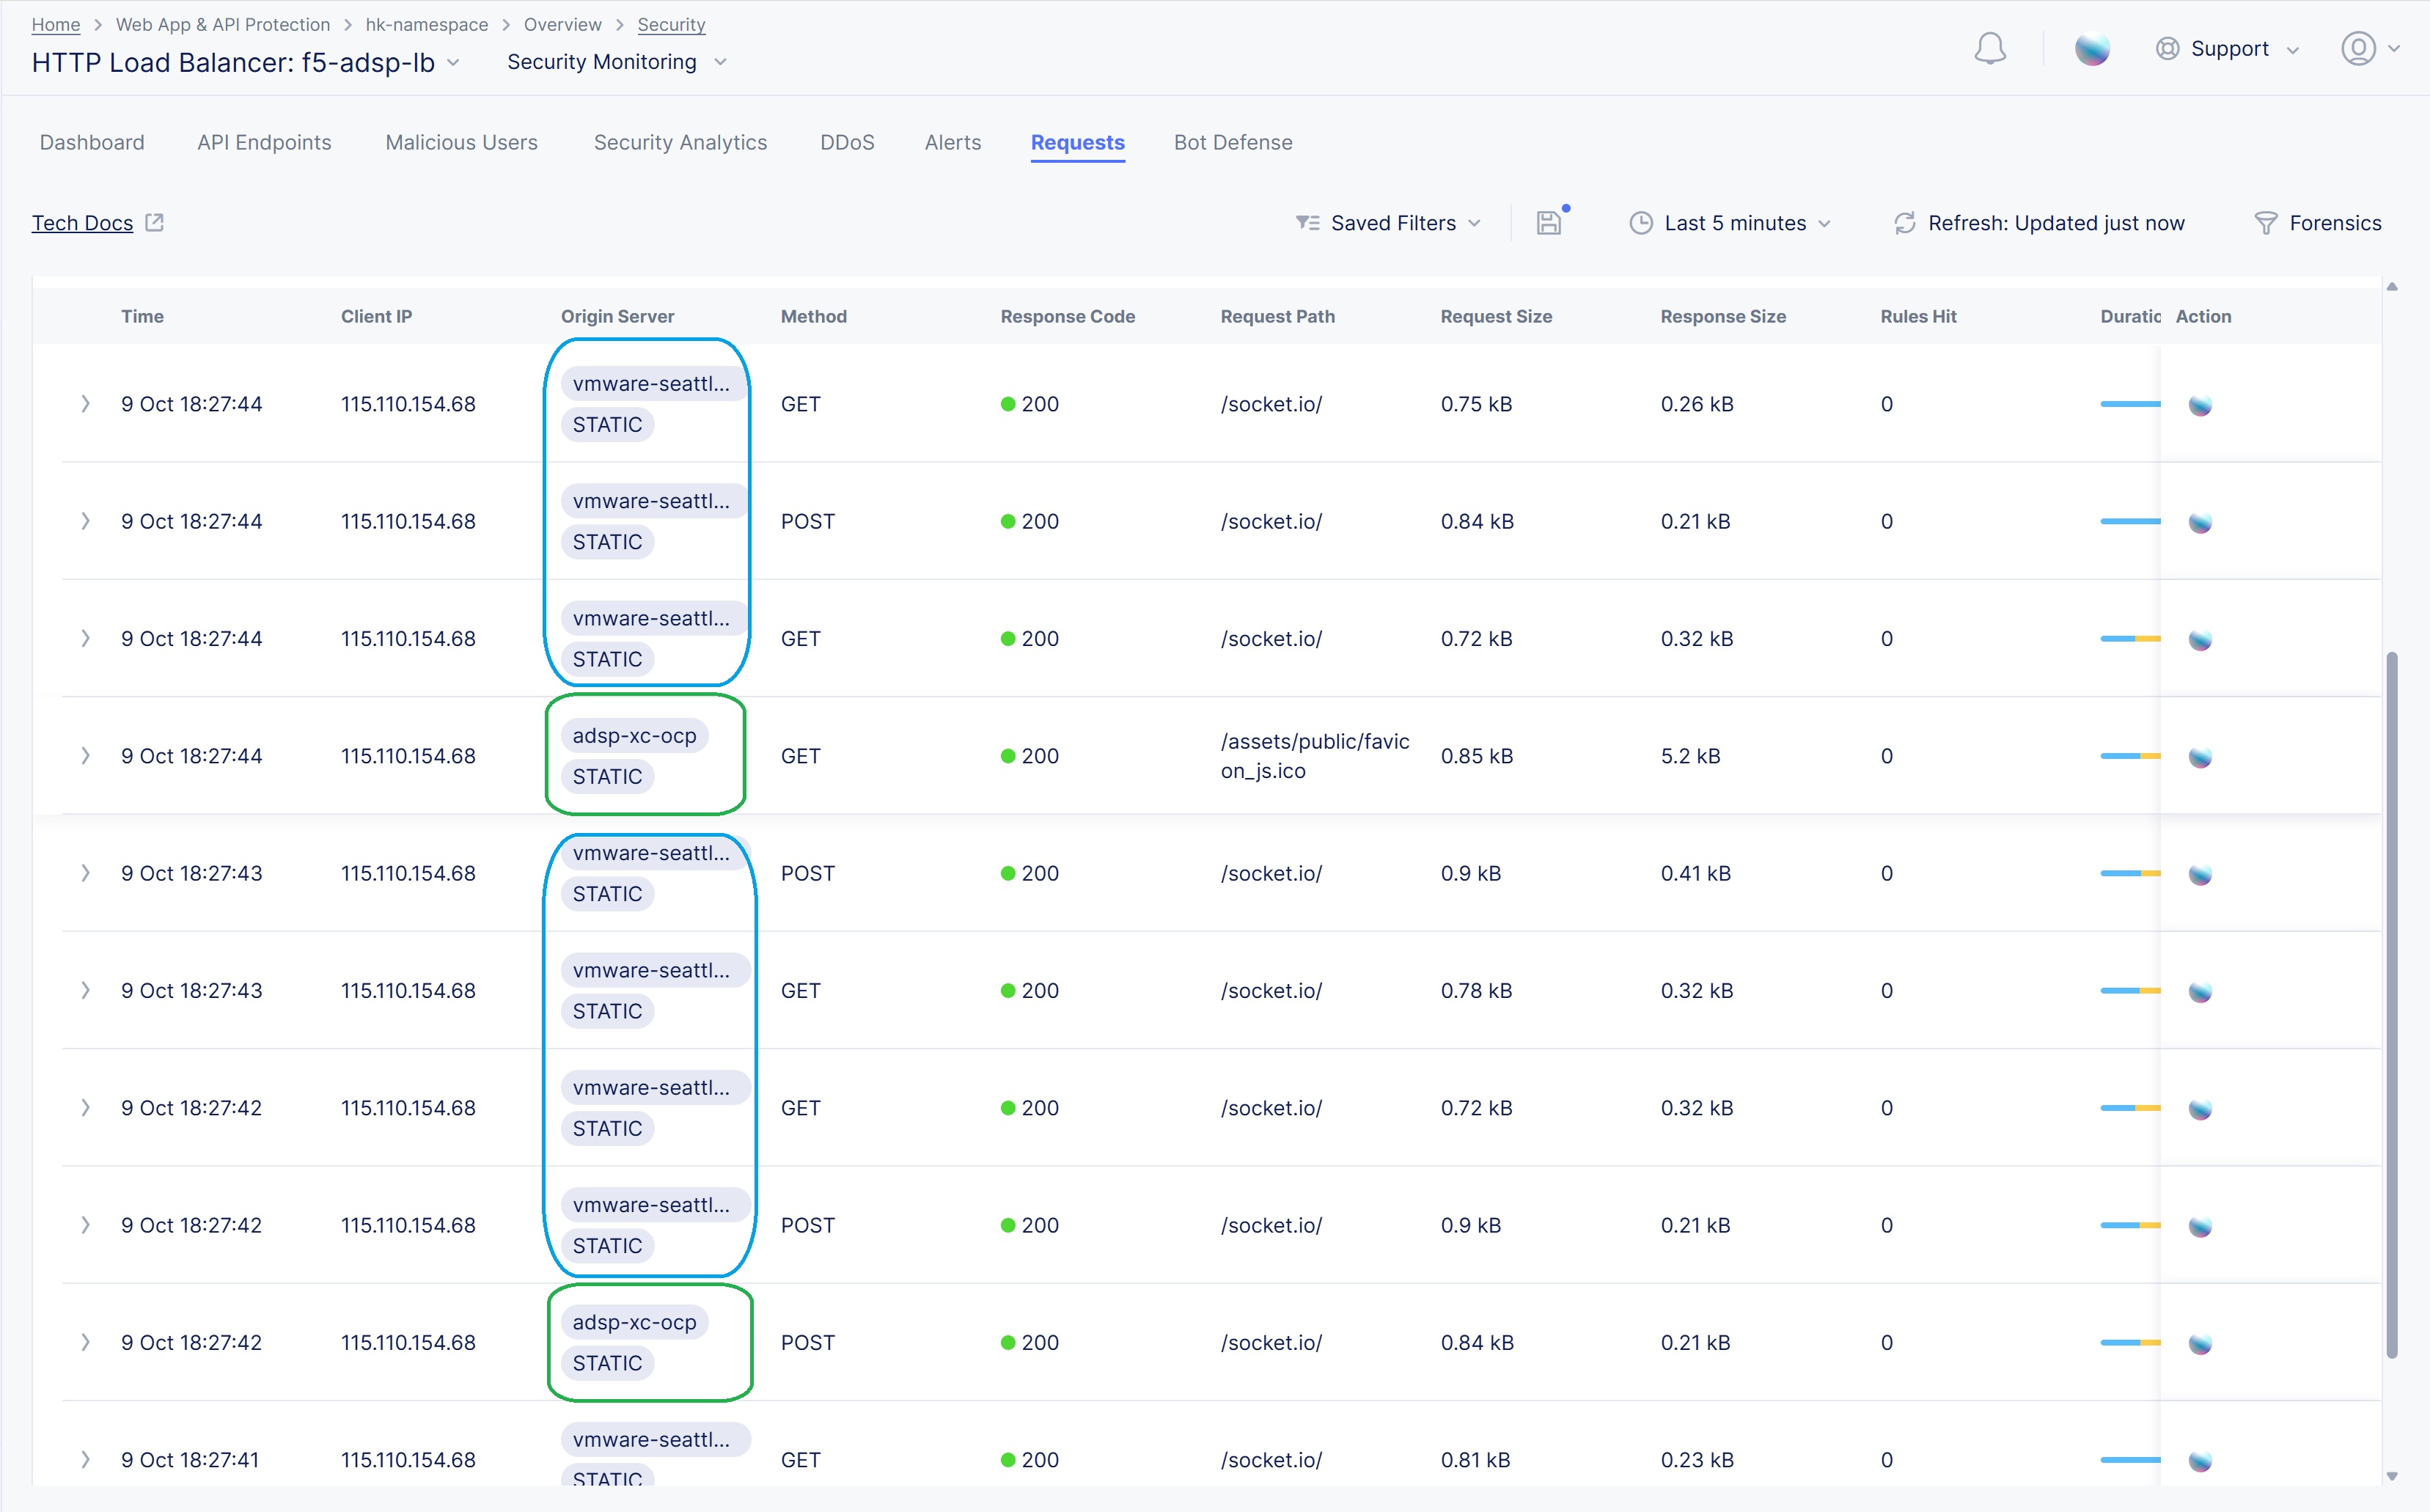 Home > Web App & API Protection > hk-namespace > Overview > Security
HTTP Load Balancer: f5-adsp-lb Security Monitoring Support
Dashboard API Endpoints Malicious Users Security Analytics DDoS Alerts Requests Bot Defense
Tech Docs Saved Filters Last 5 minutes Refresh: Updated just now Forensics
Time Client IP Origin Server Method Response Code Request Path Request Size Response Size Rules Hit Duratic Action
vmware-seattl...
9 Oct 18:27:44 115.110.154.68 GET 200 /socket.io/ 0.75 kB 0.26 kB 0
STATIC
vmware-seattl...
9 Oct 18:27:44 115.110.154.68 POST 200 /socket.io/ 0.84 kB 0.21 kB 0
STATIC
vmware-seattl...
9 Oct 18:27:44 115.110.154.68 GET 200 /socket.io/ 0.72 kB 0.32 kB 0
STATIC
adsp-xc-ocp /assets/public/favic
9 Oct 18:27:44 115.110.154.68 GET 200 0.85 kB 5.2 kB 0
STATIC on_js.ico
vmware-seattl...
9 Oct 18:27:43 115.110.154.68 POST 200 /socket.io/ 0.9 kB 0.41 kB 0
STATIC
vmware-seattl...
9 Oct 18:27:43 115.110.154.68 GET 200 /socket.io/ 0.78 kB 0.32 kB 0
STATIC
vmware-seattl...
9 Oct 18:27:42 115.110.154.68 GET 200 /socket.io/ 0.72 kB 0.32 kB 0
STATIC
vmware-seattl...
9 Oct 18:27:42 115.110.154.68 POST 200 /socket.io/ 0.9 kB 0.21 kB 0
STATIC
adsp-xc-ocp
9 Oct 18:27:42 115.110.154.68 POST 200 /socket.io/ 0.84 kB 0.21 kB 0
STATIC
vmware-seattl...
9 Oct 18:27:41 115.110.154.68 GET 200 /socket.io/ 0.81 kB 0.23 kB 0
STATIC